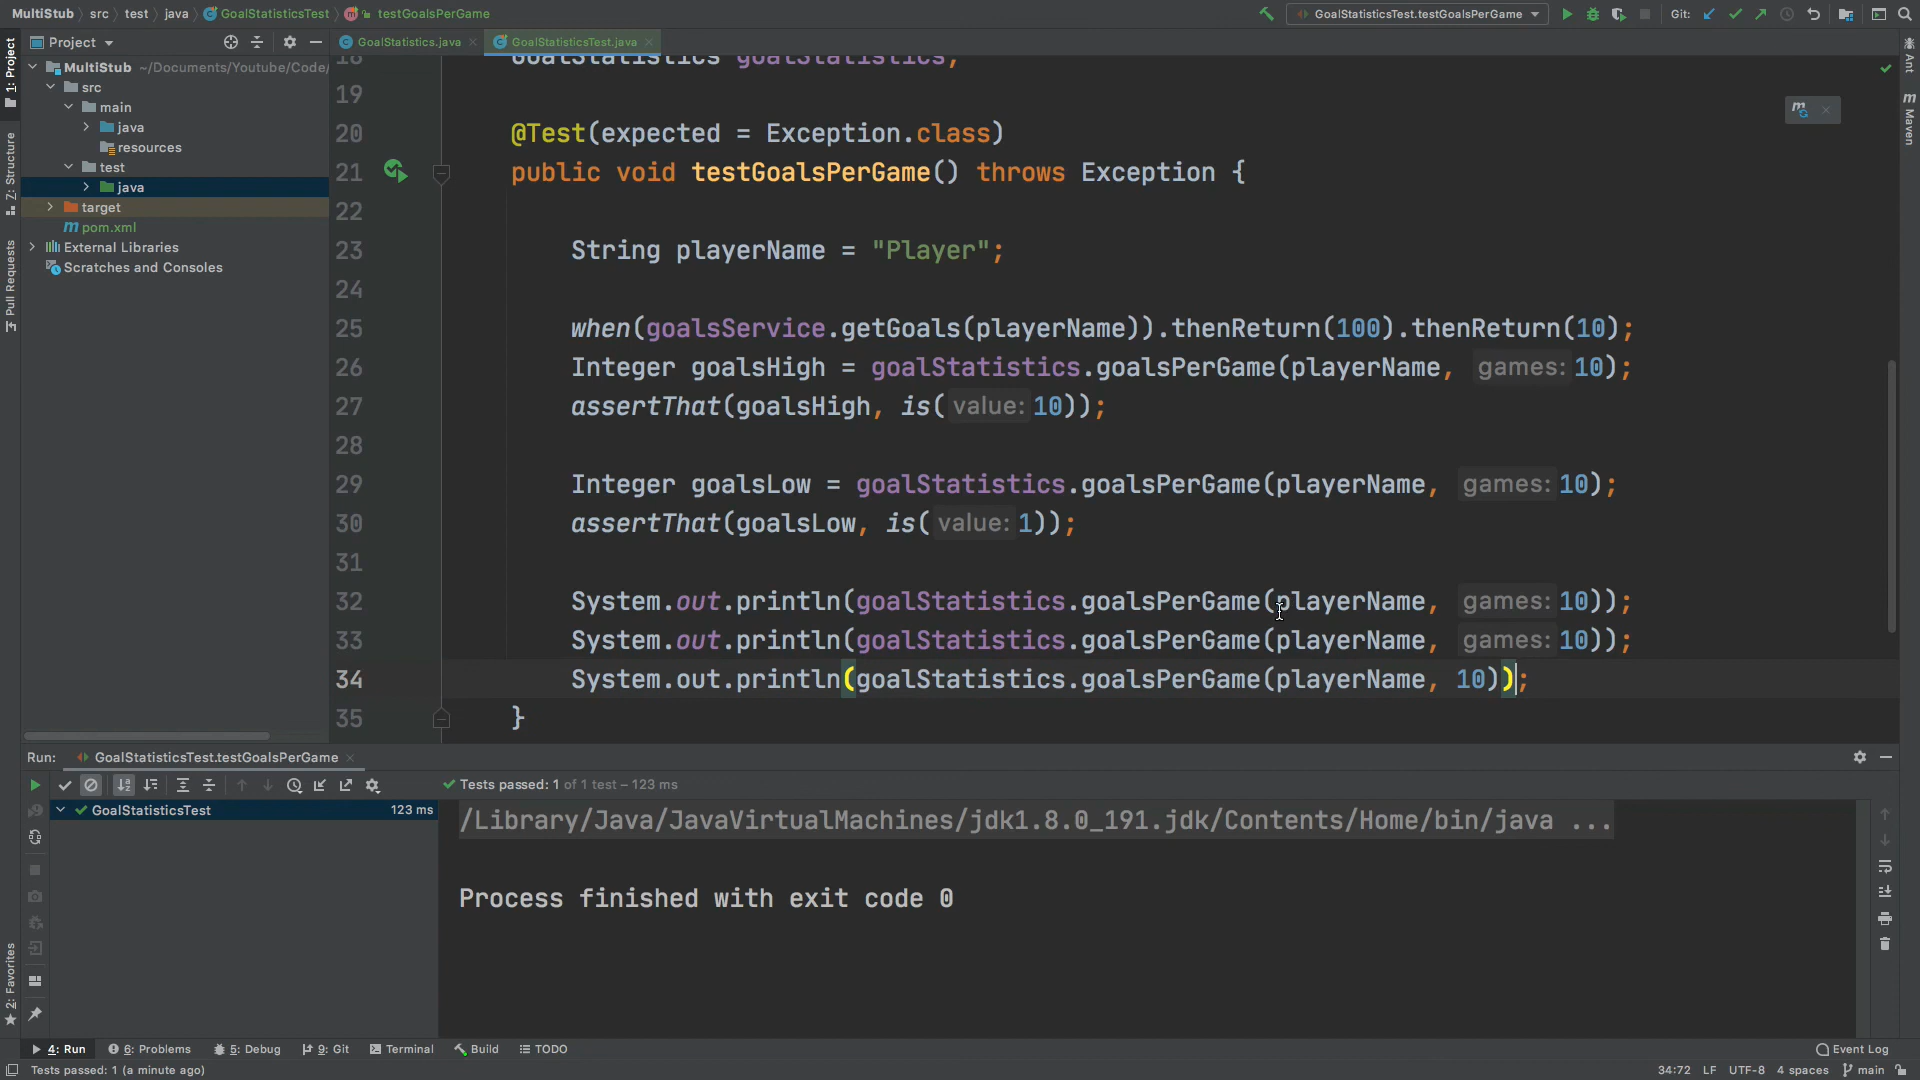 MultiStub src test java GoalStatisticsTest testGoalsPerGame
GoalStatisticsTest.testGoalsPerGame
Git:
Project
GoalStatistics.java
GoalStatisticsTest.java
1: Project
Z: Structure
Pull Requests
2: Favorites
Ant
Maven
MultiStub ~/Documents/Youtube/Code/
src
main
java
resources
test
java
target
pom.xml
External Libraries
Scratches and Consoles
18 GoalStatistics goalStatistics;
19
20 @Test(expected = Exception.class)
21 public void testGoalsPerGame() throws Exception {
22
23 String playerName = "Player";
24
25 when(goalsService.getGoals(playerName)).thenReturn(100).thenReturn(10);
26 Integer goalsHigh = goalStatistics.goalsPerGame(playerName, games: 10);
27 assertThat(goalsHigh, is( value: 10));
28
29 Integer goalsLow = goalStatistics.goalsPerGame(playerName, games: 10);
30 assertThat(goalsLow, is( value: 1));
31
32 System.out.println(goalStatistics.goalsPerGame(playerName, games: 10));
33 System.out.println(goalStatistics.goalsPerGame(playerName, games: 10));
34 System.out.println(goalStatistics.goalsPerGame(playerName, 10));
35 }
Run: GoalStatisticsTest.testGoalsPerGame
Tests passed: 1 of 1 test – 123 ms
GoalStatisticsTest 123 ms
/Library/Java/JavaVirtualMachines/jdk1.8.0_191.jdk/Contents/Home/bin/java ...
Process finished with exit code 0
4: Run 6: Problems 5: Debug 9: Git Terminal Build TODO Event Log
Tests passed: 1 (a minute ago) 34:72 LF UTF-8 4 spaces main